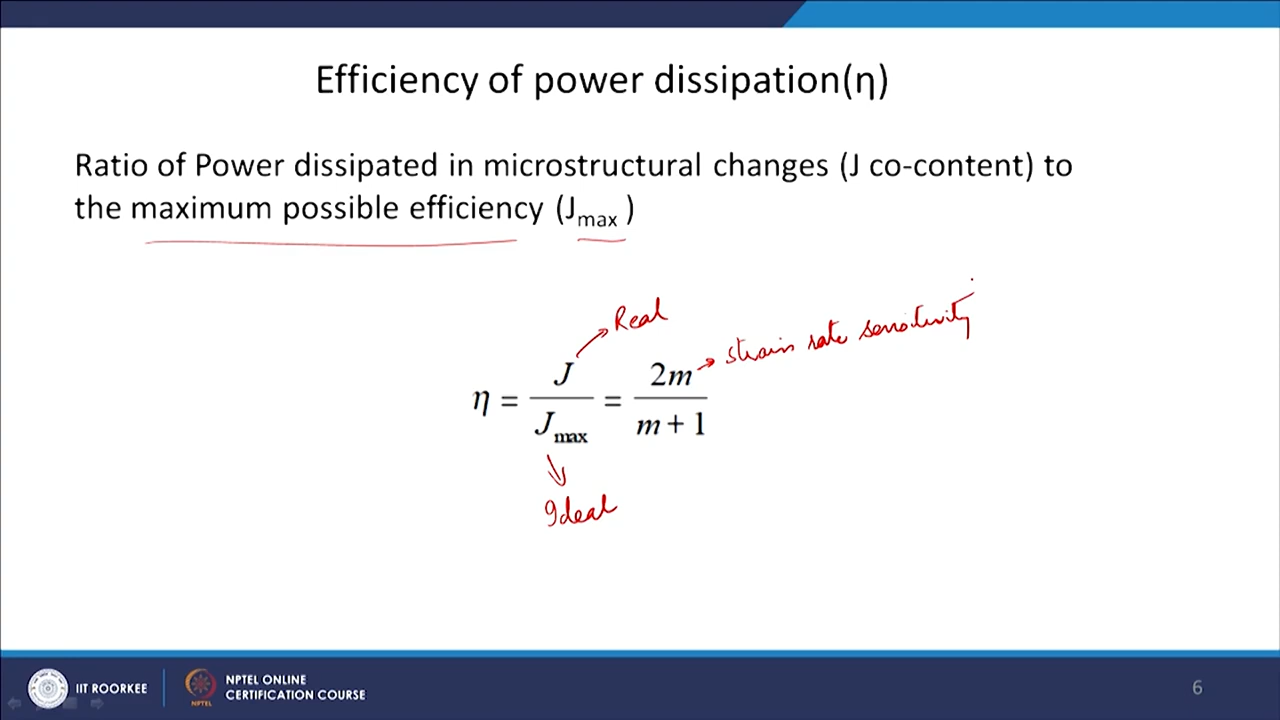 Efficiency of power dissipation(η)
Ratio of Power dissipated in microstructural changes (J co-content) to
the maximum possible efficiency (Jmax )
Real
strain rate sensitivity
η = J / Jmax = 2m / m + 1
Ideal
IIT ROORKEE
NPTEL ONLINE
CERTIFICATION COURSE
NPTEL
6